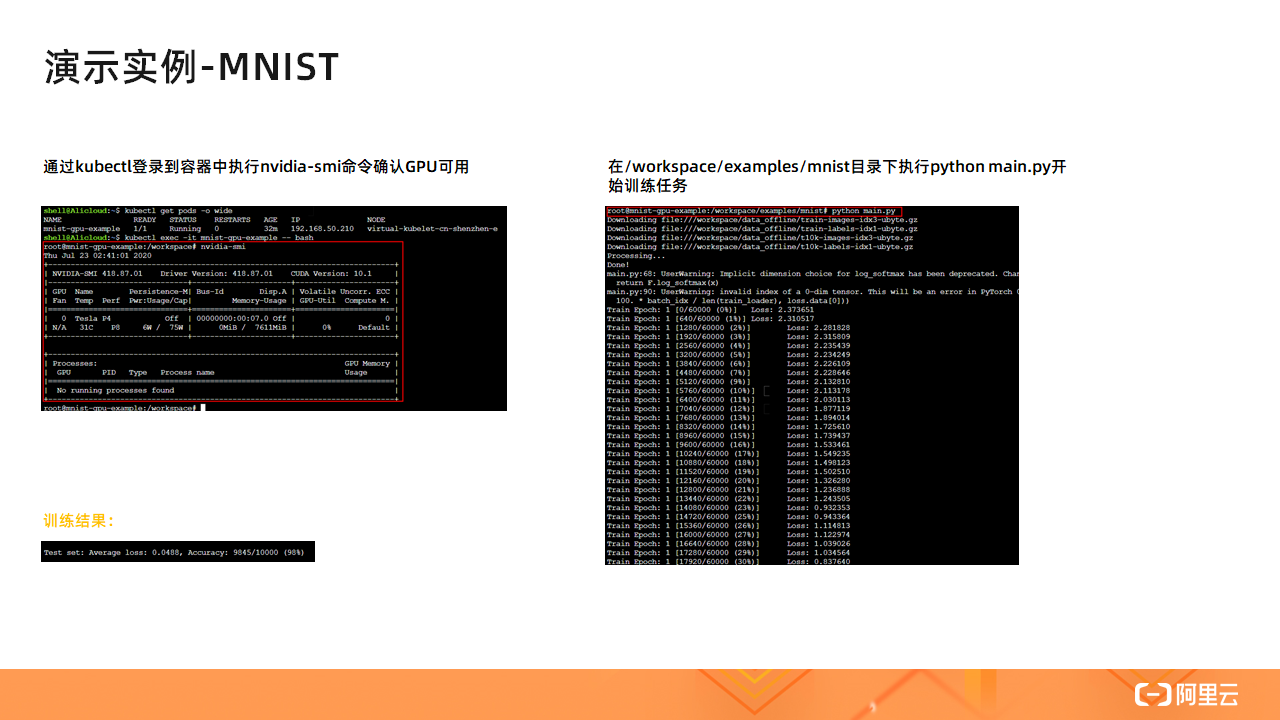 演示实例-MNIST
通过kubectl登录到容器中执行nvidia-smi命令确认GPU可用
shell@Alicloud:~$ kubectl get pods -o wide
NAME READY STATUS RESTARTS AGE IP NODE
mnist-gpu-example 1/1 Running 0 32m 192.168.50.210 virtual-kubelet-cn-shenzhen-e
shell@Alicloud:~$ kubectl exec -it mnist-gpu-example -- bash
root@mnist-gpu-example:/workspace# nvidia-smi
Thu Jul 23 02:41:01 2020
| NVIDIA-SMI 418.87.01 Driver Version: 418.87.01 CUDA Version: 10.1 |
| GPU Name Persistence-M| Bus-Id Disp.A | Volatile Uncorr. ECC |
| Fan Temp Perf Pwr:Usage/Cap| Memory-Usage | GPU-Util Compute M. |
| 0 Tesla P4 Off | 00000000:00:07.0 Off | 0 |
| N/A 31C P8 6W / 75W | 0MiB / 7611MiB | 0% Default |
| Processes: GPU Memory |
| GPU PID Type Process name Usage |
| No running processes found |
root@mnist-gpu-example:/workspace#
训练结果：
Test set: Average loss: 0.0488, Accuracy: 9845/10000 (98%)
在/workspace/examples/mnist目录下执行python main.py开
始训练任务
root@mnist-gpu-example:/workspace/examples/mnist# python main.py
Downloading file:///workspace/data_offline/train-images-idx3-ubyte.gz
Downloading file:///workspace/data_offline/train-labels-idx1-ubyte.gz
Downloading file:///workspace/data_offline/t10k-images-idx3-ubyte.gz
Downloading file:///workspace/data_offline/t10k-labels-idx1-ubyte.gz
Processing...
Done!
main.py:68: UserWarning: Implicit dimension choice for log_softmax has been deprecated. Chan
return F.log_softmax(x)
main.py:90: UserWarning: invalid index of a 0-dim tensor. This will be an error in PyTorch 0
100. * batch_idx / len(train_loader), loss.data[0]))
Train Epoch: 1 [0/60000 (0%)] Loss: 2.373651
Train Epoch: 1 [640/60000 (1%)] Loss: 2.310517
Train Epoch: 1 [1280/60000 (2%)] Loss: 2.281828
Train Epoch: 1 [1920/60000 (3%)] Loss: 2.315809
Train Epoch: 1 [2560/60000 (4%)] Loss: 2.235439
Train Epoch: 1 [3200/60000 (5%)] Loss: 2.234249
Train Epoch: 1 [3840/60000 (6%)] Loss: 2.226109
Train Epoch: 1 [4480/60000 (7%)] Loss: 2.228646
Train Epoch: 1 [5120/60000 (9%)] Loss: 2.132810
Train Epoch: 1 [5760/60000 (10%)] Loss: 2.113178
Train Epoch: 1 [6400/60000 (11%)] Loss: 2.030113
Train Epoch: 1 [7040/60000 (12%)] Loss: 1.877119
Train Epoch: 1 [7680/60000 (13%)] Loss: 1.894014
Train Epoch: 1 [8320/60000 (14%)] Loss: 1.725610
Train Epoch: 1 [8960/60000 (15%)] Loss: 1.739437
Train Epoch: 1 [9600/60000 (16%)] Loss: 1.533461
Train Epoch: 1 [10240/60000 (17%)] Loss: 1.549235
Train Epoch: 1 [10880/60000 (18%)] Loss: 1.498123
Train Epoch: 1 [11520/60000 (19%)] Loss: 1.502510
Train Epoch: 1 [12160/60000 (20%)] Loss: 1.326280
Train Epoch: 1 [12800/60000 (21%)] Loss: 1.236888
Train Epoch: 1 [13440/60000 (22%)] Loss: 1.243505
Train Epoch: 1 [14080/60000 (23%)] Loss: 0.932353
Train Epoch: 1 [14720/60000 (25%)] Loss: 0.943364
Train Epoch: 1 [15360/60000 (26%)] Loss: 1.114813
Train Epoch: 1 [16000/60000 (27%)] Loss: 1.122974
Train Epoch: 1 [16640/60000 (28%)] Loss: 1.039026
Train Epoch: 1 [17280/60000 (29%)] Loss: 1.034564
Train Epoch: 1 [17920/60000 (30%)] Loss: 0.837640
阿里云